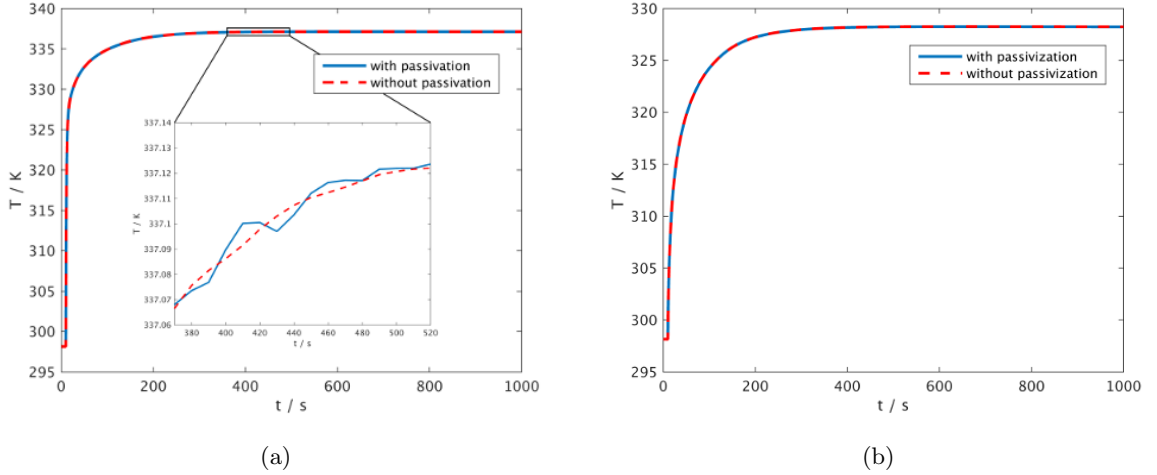 340
335
330
325
320
315
310
305
300
295
T / K
with passivation
without passivation
337.14
337.13
337.12
337.11
337.1
337.09
337.08
337.07
337.06
T / K
380 400 420 440 460 480 500 520
t / s
0 200 400 600 800 1000
t / s
(a)
330
325
320
315
310
305
300
295
T / K
with passivization
without passivization
0 200 400 600 800 1000
t / s
(b)